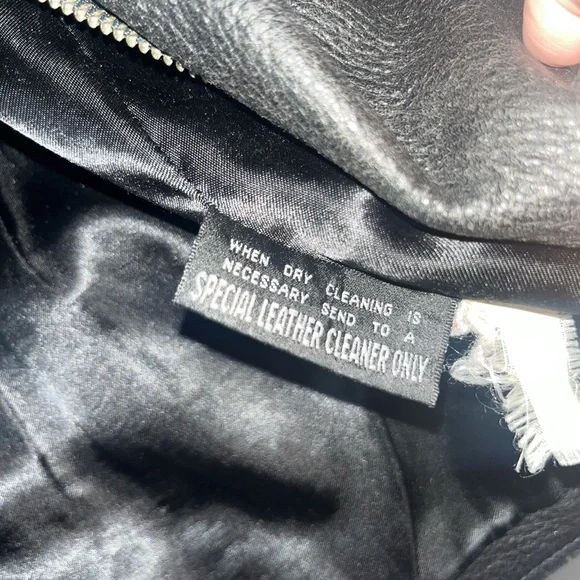 WHEN DRY CLEANING IS
NECESSARY SEND TO A
SPECIAL LEATHER CLEANER ONLY